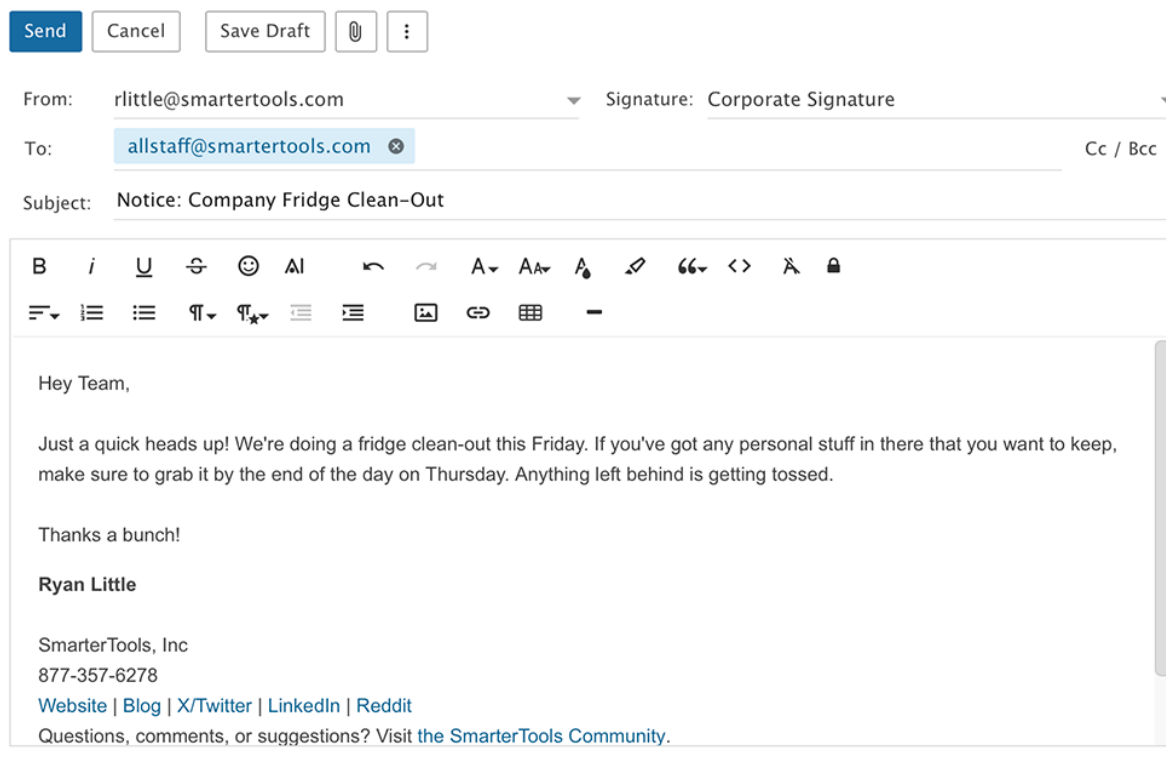 Send Cancel Save Draft
From: rlittle@smartertools.com Signature: Corporate Signature
To: allstaff@smartertools.com Cc / Bcc
Subject: Notice: Company Fridge Clean-Out
B i U S AI A AA A
Hey Team,
Just a quick heads up! We're doing a fridge clean-out this Friday. If you've got any personal stuff in there that you want to keep,
make sure to grab it by the end of the day on Thursday. Anything left behind is getting tossed.
Thanks a bunch!
Ryan Little
SmarterTools, Inc
877-357-6278
Website | Blog | X/Twitter | LinkedIn | Reddit
Questions, comments, or suggestions? Visit the SmarterTools Community.